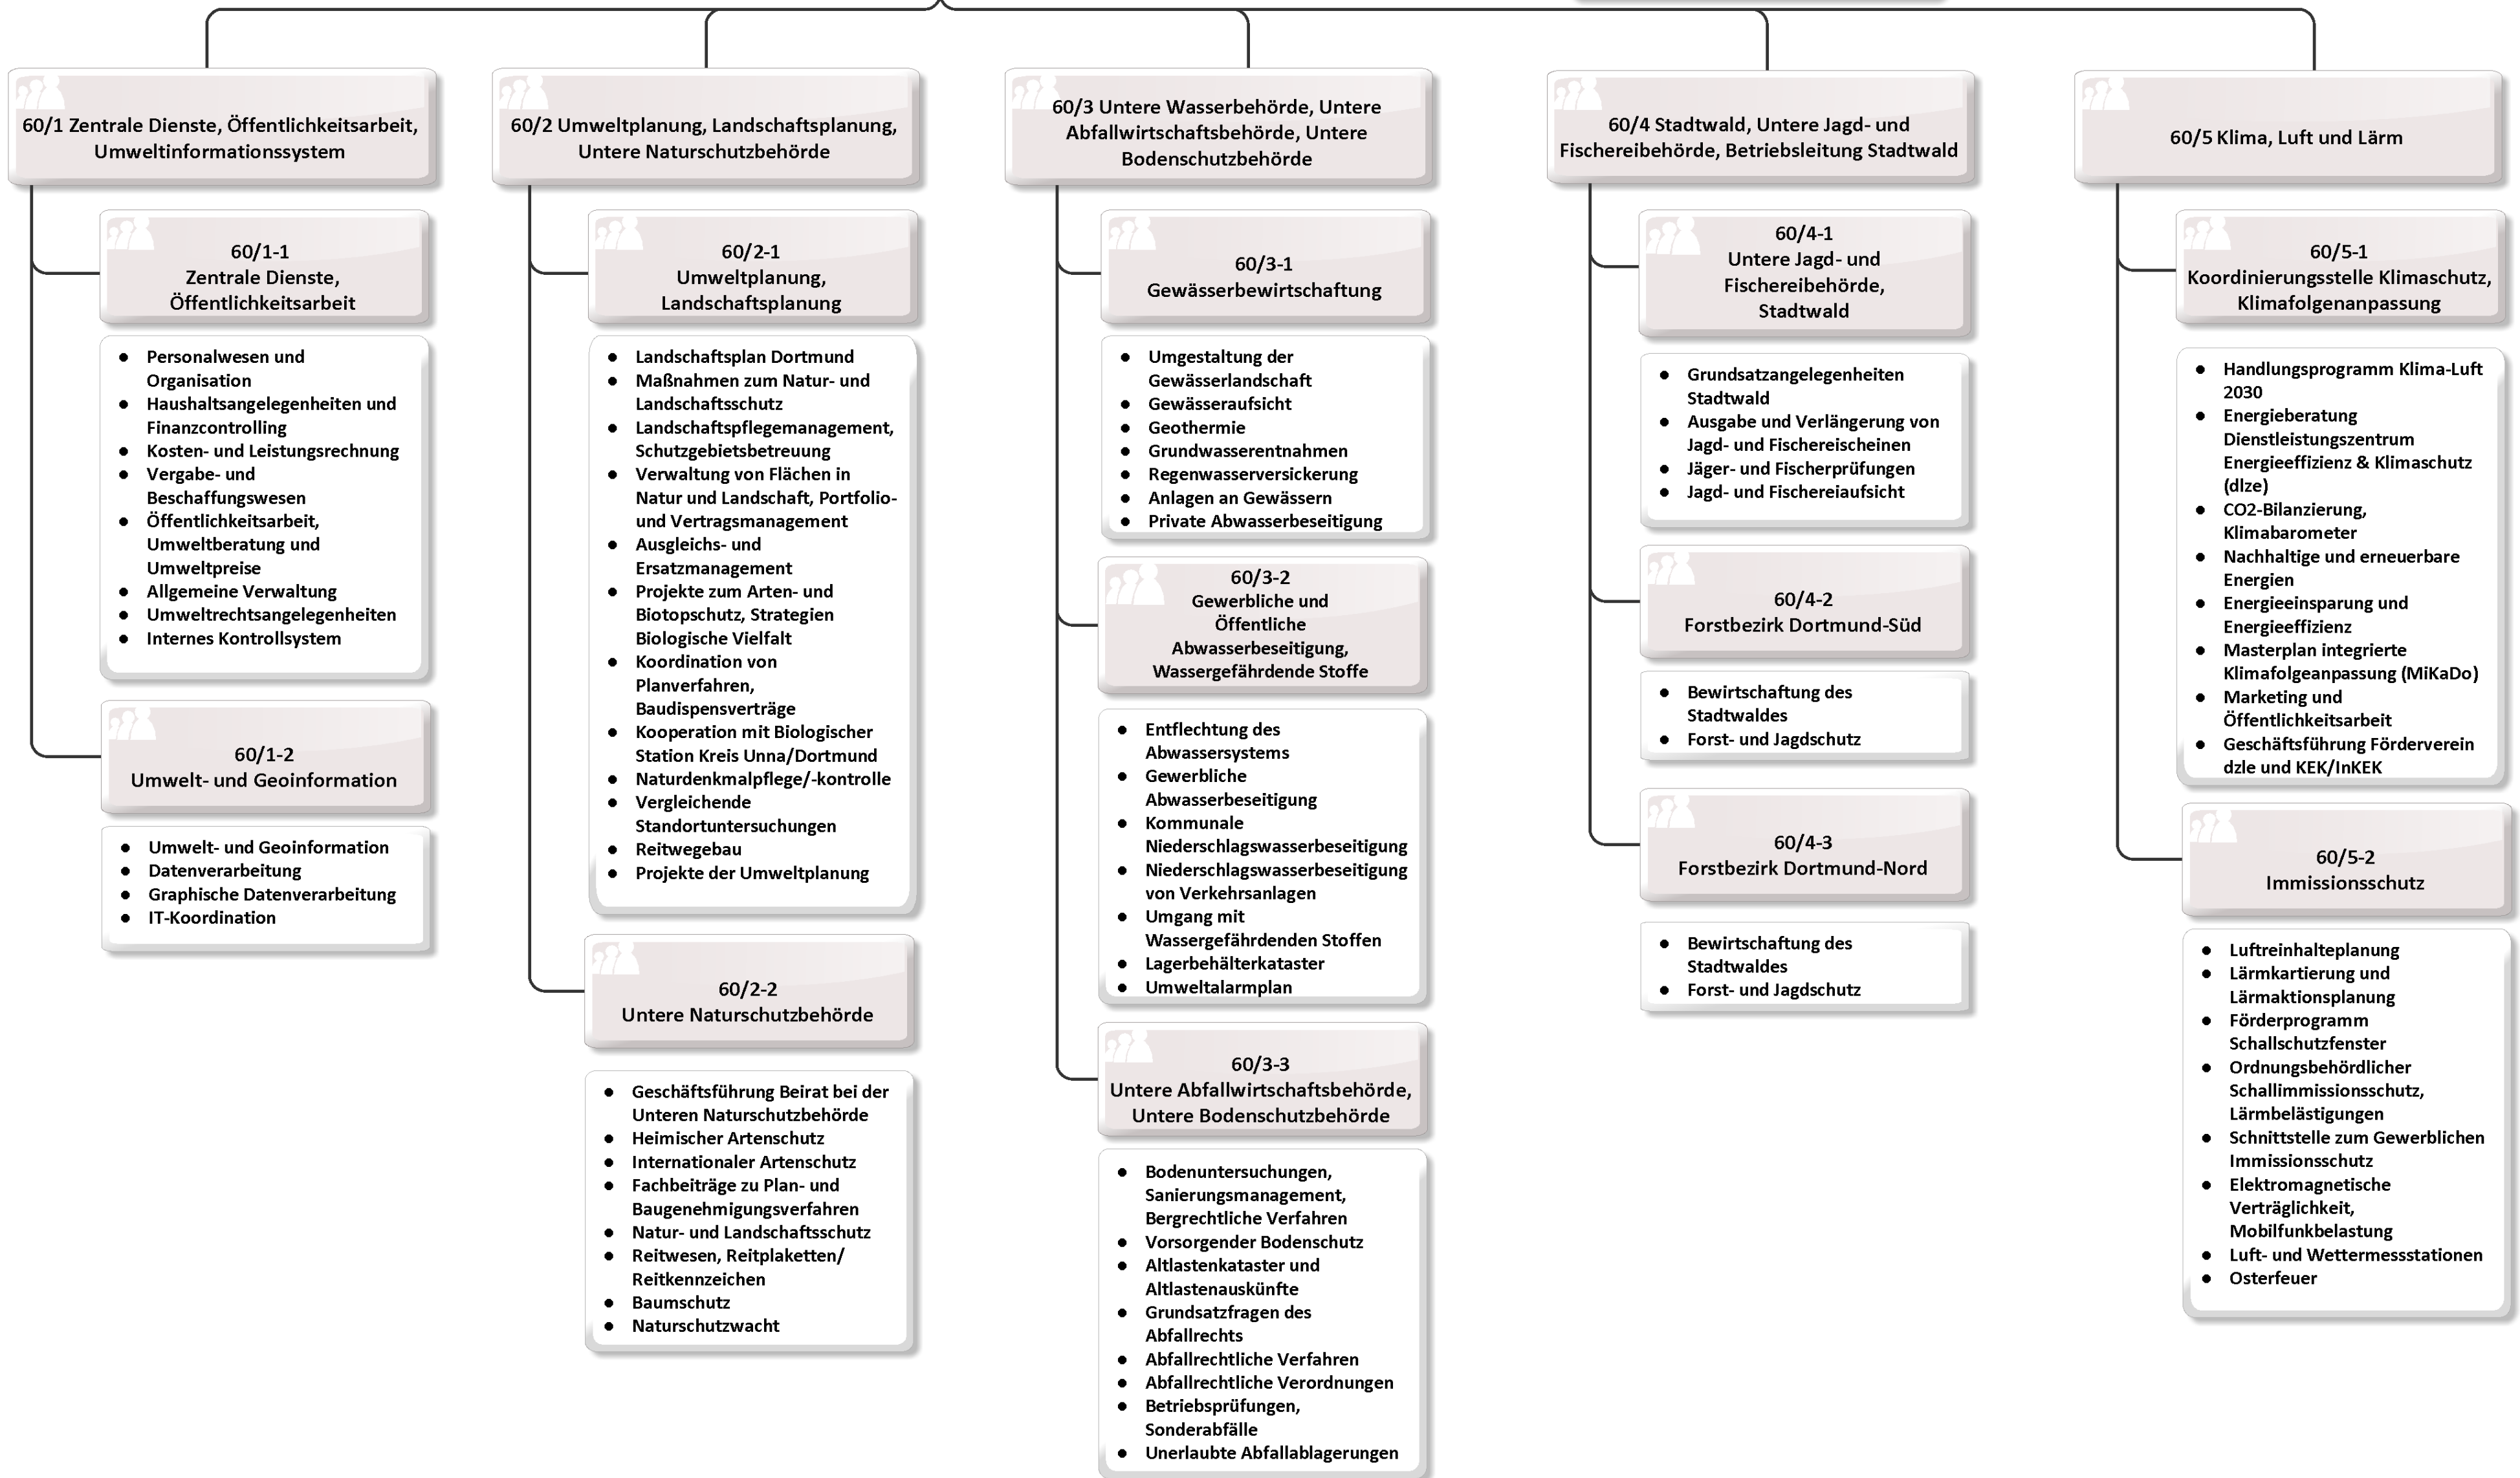 60/1 Zentrale Dienste, Öffentlichkeitsarbeit,
Umweltinformationssystem
60/1-1
Zentrale Dienste,
Öffentlichkeitsarbeit
Personalwesen und
Organisation
Haushaltsangelegenheiten und
Finanzcontrolling
Kosten- und Leistungsrechnung
Vergabe- und
Beschaffungswesen
Öffentlichkeitsarbeit,
Umweltberatung und
Umweltpreise
Allgemeine Verwaltung
Umweltrechtsangelegenheiten
Internes Kontrollsystem
60/1-2
Umwelt- und Geoinformation
Umwelt- und Geoinformation
Datenverarbeitung
Graphische Datenverarbeitung
IT-Koordination
60/2 Umweltplanung, Landschaftsplanung,
Untere Naturschutzbehörde
60/2-1
Umweltplanung,
Landschaftsplanung
Landschaftsplan Dortmund
Maßnahmen zum Natur- und
Landschaftsschutz
Landschaftspflegemanagement,
Schutzgebietsbetreuung
Verwaltung von Flächen in
Natur und Landschaft, Portfolio-
und Vertragsmanagement
Ausgleichs- und
Ersatzmanagement
Projekte zum Arten- und
Biotopschutz, Strategien
Biologische Vielfalt
Koordination von
Planverfahren,
Baudispensverträge
Kooperation mit Biologischer
Station Kreis Unna/Dortmund
Naturdenkmalpflege/-kontrolle
Vergleichende
Standortuntersuchungen
Reitwegebau
Projekte der Umweltplanung
60/2-2
Untere Naturschutzbehörde
Geschäftsführung Beirat bei der
Unteren Naturschutzbehörde
Heimischer Artenschutz
Internationaler Artenschutz
Fachbeiträge zu Plan- und
Baugenehmigungsverfahren
Natur- und Landschaftsschutz
Reitwesen, Reitplaketten/
Reitkennzeichen
Baumschutz
Naturschutzwacht
60/3 Untere Wasserbehörde, Untere
Abfallwirtschaftsbehörde, Untere
Bodenschutzbehörde
60/3-1
Gewässerbewirtschaftung
Umgestaltung der
Gewässerlandschaft
Gewässeraufsicht
Geothermie
Grundwasserentnahmen
Regenwasserversickerung
Anlagen an Gewässern
Private Abwasserbeseitigung
60/3-2
Gewerbliche und
Öffentliche
Abwasserbeseitigung,
Wassergefährdende Stoffe
Entflechtung des
Abwassersystems
Gewerbliche
Abwasserbeseitigung
Kommunale
Niederschlagswasserbeseitigung
Niederschlagswasserbeseitigung
von Verkehrsanlagen
Umgang mit
Wassergefährdenden Stoffen
Lagerbehälterkataster
Umweltalarmplan
60/3-3
Untere Abfallwirtschaftsbehörde,
Untere Bodenschutzbehörde
Bodenuntersuchungen,
Sanierungsmanagement,
Bergrechtliche Verfahren
Vorsorgender Bodenschutz
Altlastenkataster und
Altlastenauskünfte
Grundsatzfragen des
Abfallrechts
Abfallrechtliche Verfahren
Abfallrechtliche Verordnungen
Betriebsprüfungen,
Sonderabfälle
Unerlaubte Abfallablagerungen
60/4 Stadtwald, Untere Jagd- und
Fischereibehörde, Betriebsleitung Stadtwald
60/4-1
Untere Jagd- und
Fischereibehörde,
Stadtwald
Grundsatzangelegenheiten
Stadtwald
Ausgabe und Verlängerung von
Jagd- und Fischereischeinen
Jäger- und Fischerprüfungen
Jagd- und Fischereiaufsicht
60/4-2
Forstbezirk Dortmund-Süd
Bewirtschaftung des
Stadtwaldes
Forst- und Jagdschutz
60/4-3
Forstbezirk Dortmund-Nord
Bewirtschaftung des
Stadtwaldes
Forst- und Jagdschutz
60/5 Klima, Luft und Lärm
60/5-1
Koordinierungsstelle Klimaschutz,
Klimafolgenanpassung
Handlungsprogramm Klima-Luft
2030
Energieberatung
Dienstleistungszentrum
Energieeffizienz & Klimaschutz
(dlze)
CO2-Bilanzierung,
Klimabarometer
Nachhaltige und erneuerbare
Energien
Energieeinsparung und
Energieeffizienz
Masterplan integrierte
Klimafolgeanpassung (MiKaDo)
Marketing und
Öffentlichkeitsarbeit
Geschäftsführung Förderverein
dzle und KEK/InKEK
60/5-2
Immissionsschutz
Luftreinhalteplanung
Lärmkartierung und
Lärmaktionsplanung
Förderprogramm
Schallschutzfenster
Ordnungsbehördlicher
Schallimmissionsschutz,
Lärmbelästigungen
Schnittstelle zum Gewerblichen
Immissionsschutz
Elektromagnetische
Verträglichkeit,
Mobilfunkbelastung
Luft- und Wettermessstationen
Osterfeuer